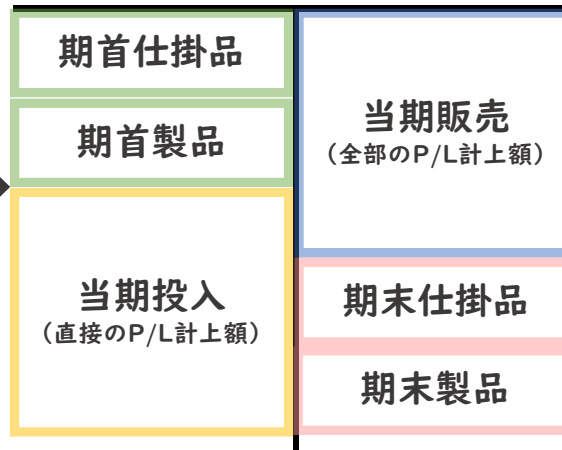 期首仕掛品
期首製品
当期投入
（直接のP/L計上額）
当期販売
（全部のP/L計上額）
期末仕掛品
期末製品